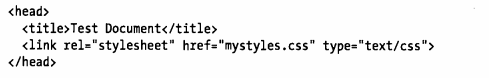 <head>
  <title>Test Document</title>
  <link rel="stylesheet" href="mystyles.css" type="text/css">
</head>